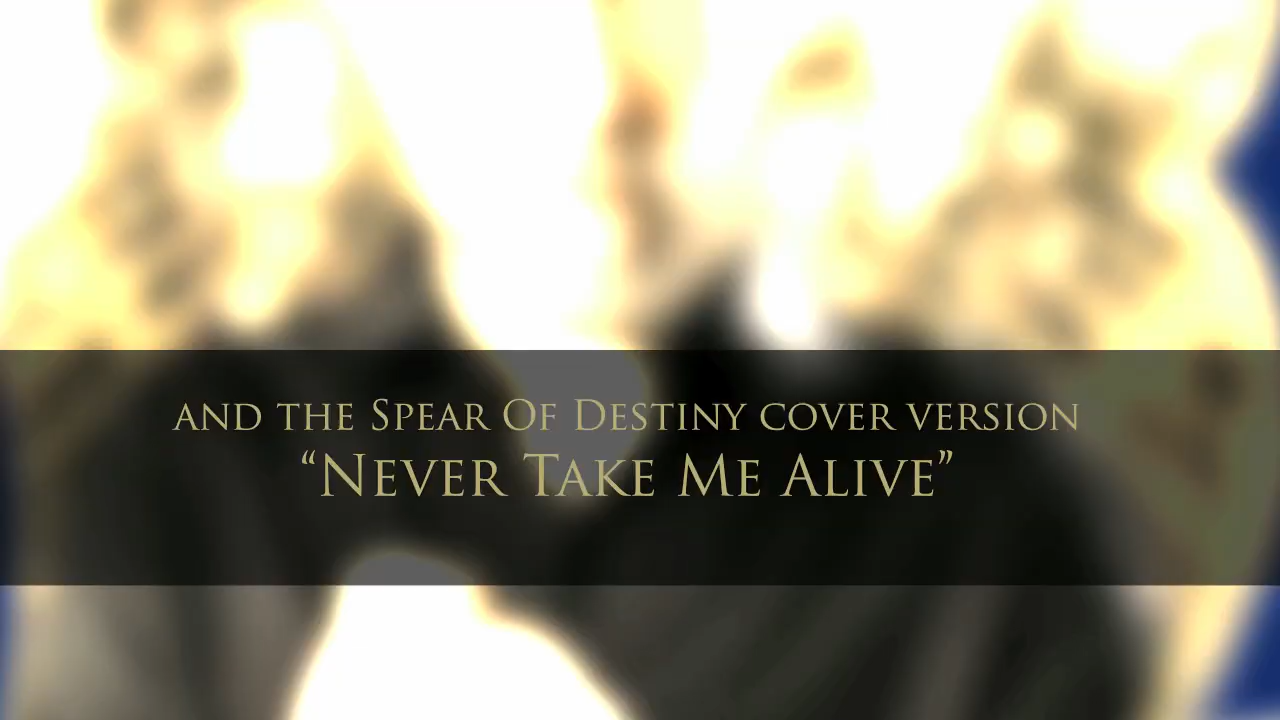 and the Spear Of Destiny cover version
“Never Take Me Alive”